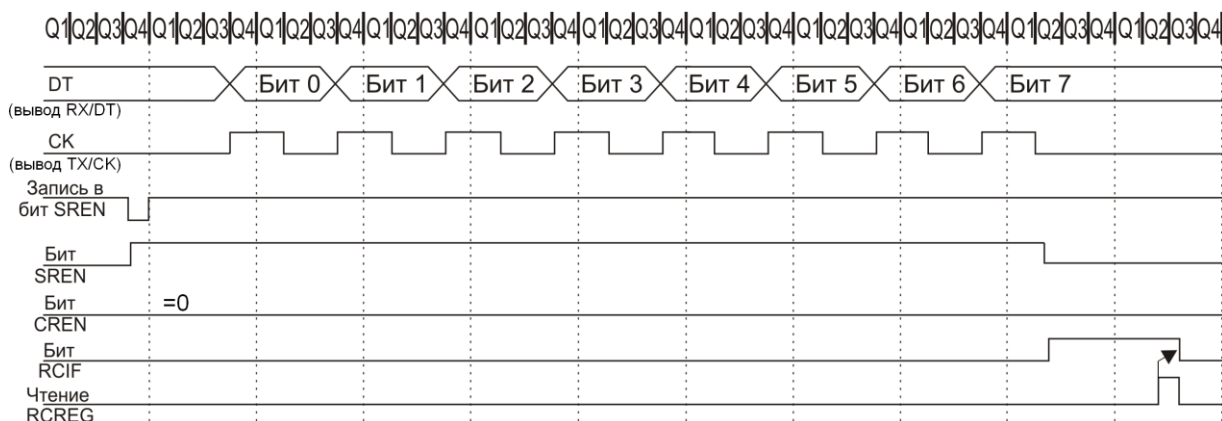 Q1 Q2 Q3 Q4 Q1 Q2 Q3 Q4 Q1 Q2 Q3 Q4 Q1 Q2 Q3 Q4 Q1 Q2 Q3 Q4 Q1 Q2 Q3 Q4 Q1 Q2 Q3 Q4 Q1 Q2 Q3 Q4 Q1 Q2 Q3 Q4 Q1 Q2 Q3 Q4 Q1 Q2 Q3 Q4
DT Бит 0 Бит 1 Бит 2 Бит 3 Бит 4 Бит 5 Бит 6 Бит 7
(вывод RX/DT)
CK
(вывод TX/CK)
Запись в
бит SREN
Бит
SREN
Бит =0
CREN
Бит
RCIF
Чтение
RCREG